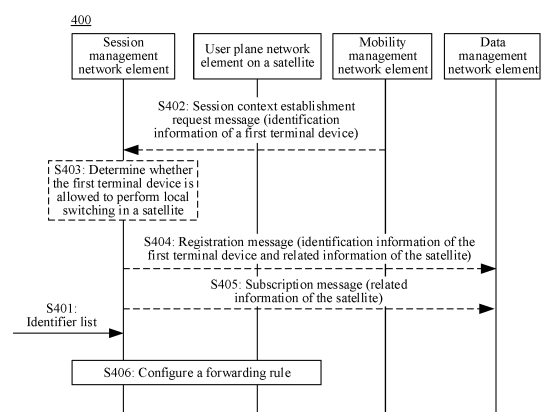 400
Session
management
network element
User plane network
element on a satellite
Mobility
management
network element
Data
management
network element
S402: Session context establishment
request message (identification
information of a first terminal device)
S403: Determine whether
the first terminal device is
allowed to perform local
switching in a satellite
S404: Registration message (identification information of the
first terminal device and related information of the satellite)
S405: Subscription message (related
information of the satellite)
S401:
Identifier list
S406: Configure a forwarding rule